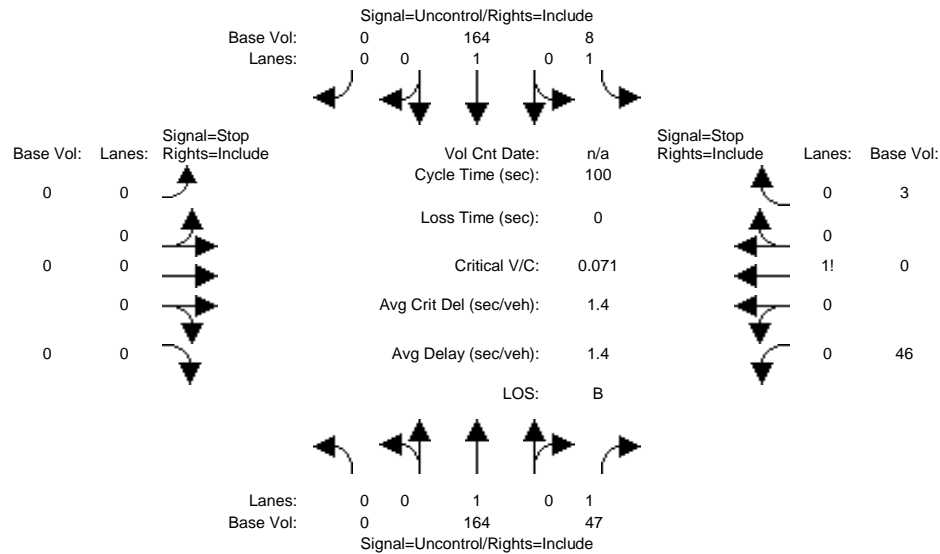 Signal=Uncontrol/Rights=Include
Base Vol: 0 164 8
Lanes: 0 0 1 0 1
Signal=Stop Signal=Stop
Base Vol: Lanes: Rights=Include Vol Cnt Date: n/a Rights=Include Lanes: Base Vol:
Cycle Time (sec): 100
0 0 0 3
Loss Time (sec): 0
0 0
0 0 Critical V/C: 0.071 1! 0
0 Avg Crit Del (sec/veh): 1.4 0
0 0 Avg Delay (sec/veh): 1.4 0 46
LOS: B
Lanes: 0 0 1 0 1
Base Vol: 0 164 47
Signal=Uncontrol/Rights=Include